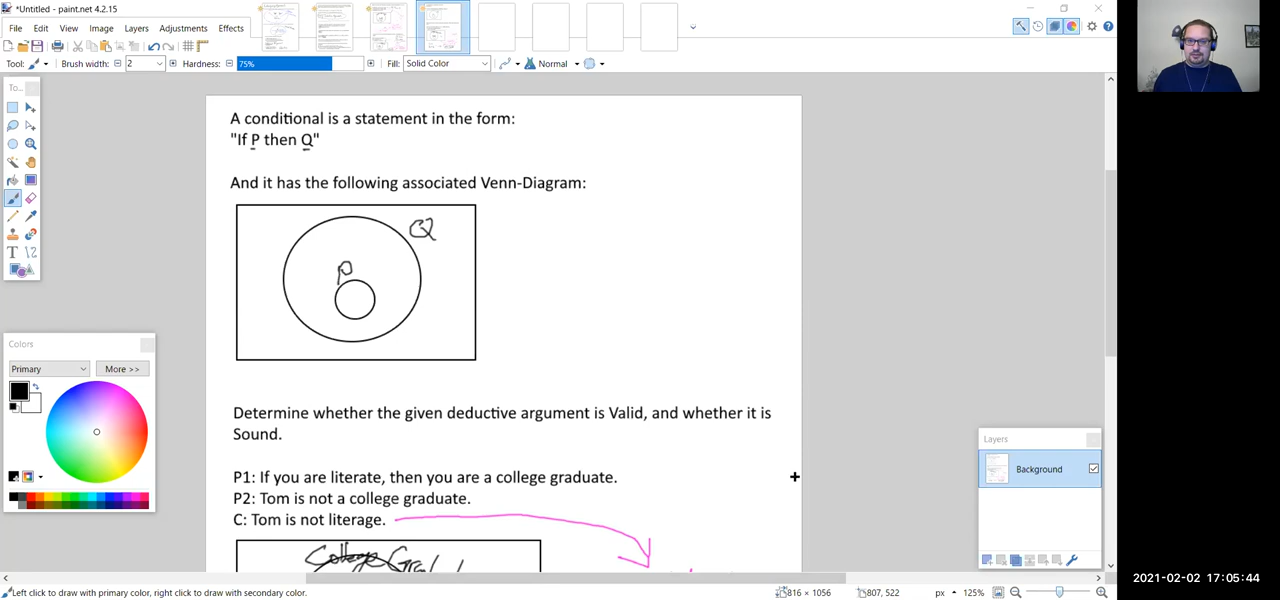 *Untitled - paint.net 4.2.15
File Edit View Image Layers Adjustments Effects
Tool: Brush width: 2 Hardness: 75% Fill: Solid Color Normal
To...
A conditional is a statement in the form:
"If P then Q"
And it has the following associated Venn-Diagram:
Q
P
Colors
Primary More >>
Determine whether the given deductive argument is Valid, and whether it is
Sound.
Layers
Background
P1: If you are literate, then you are a college graduate.
P2: Tom is not a college graduate.
C: Tom is not literage.
College
Left click to draw with primary color, right click to draw with secondary color. 816 × 1056 807, 522 px 125%
2021-02-02 17:05:44